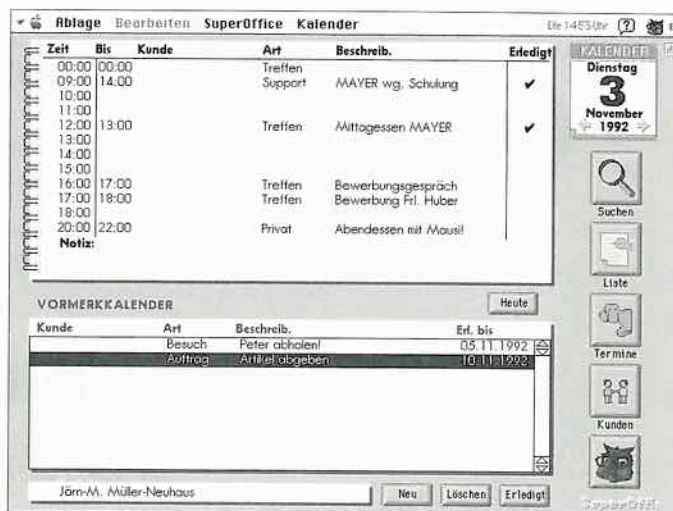 Ablage Bearbeiten SuperOffice Kalender
Zeit Bis Kunde Art Beschreib. Erledigt
00:00 00:00 Treffen
09:00 14:00 Support MAYER wg. Schulung ✔
10:00
11:00
12:00 13:00 Treffen Mittagessen MAYER ✔
13:00
14:00
15:00
16:00 17:00 Treffen Bewerbungsgespräch
17:00 18:00 Treffen Bewerbung Frl. Huber
18:00
20:00 22:00 Privat Abendessen mit Mausi!
Notiz:
KALENDER
Dienstag
3
November
1992
Suchen
Liste
Termine
Kunden
SuperOffice
VORMERKKALENDER Heute
Kunde Art Beschreib. Erl. bis
Besuch Peter abholen! 05.11.1992
Auftrag Artikel abgeben 10.11.1992
Jörn-M. Müller-Neuhaus Neu Löschen Erledigt